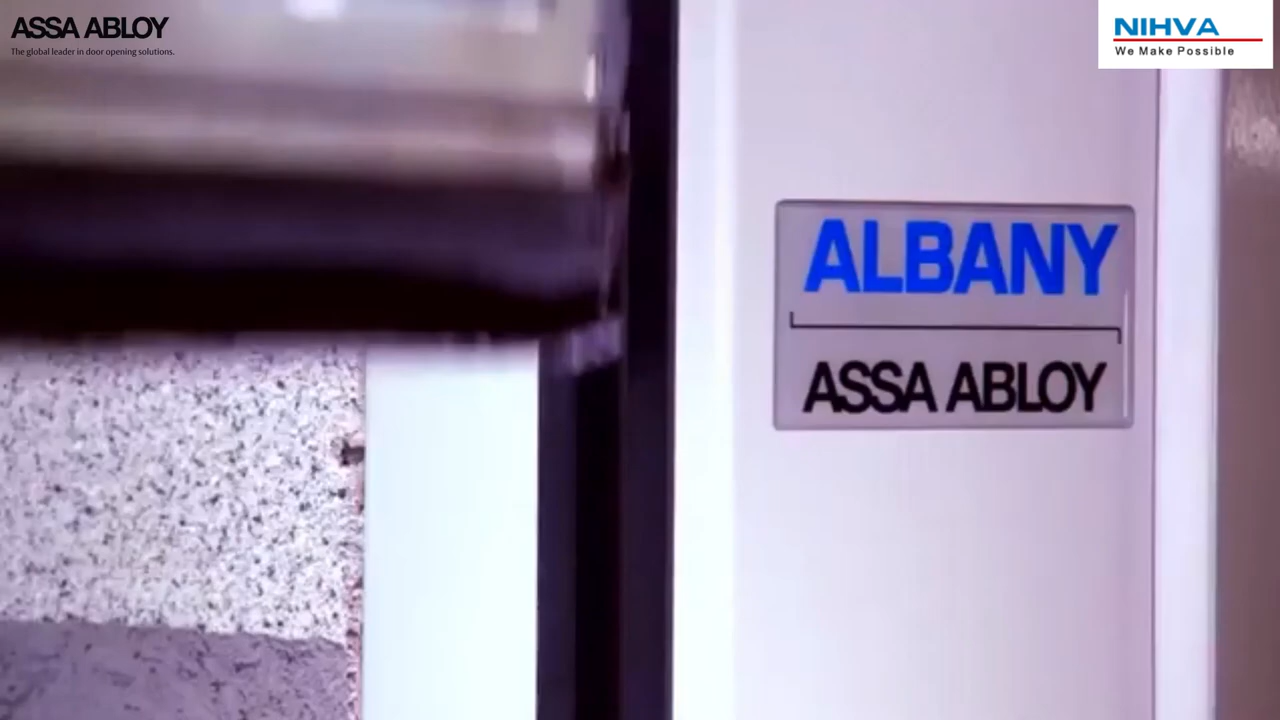 ASSA ABLOY
The global leader in door opening solutions.
NIHVA
We Make Possible
ALBANY
ASSA ABLOY